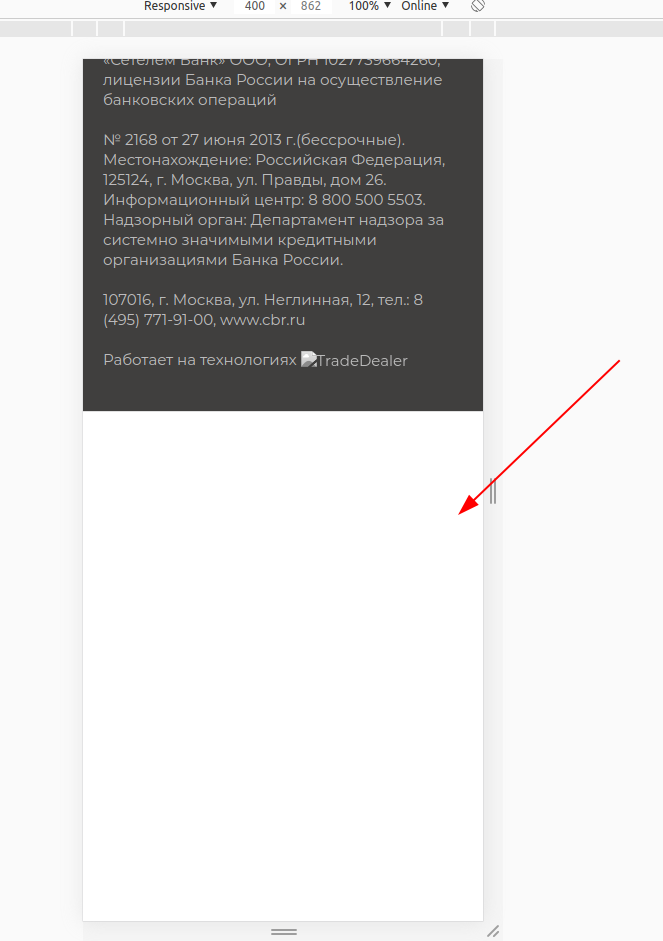 Responsive ▼ 400 × 862 100% ▼ Online ▼
«Сетелем Банк» ООО, ОГРН 1027739664260,
лицензии Банка России на осуществление
банковских операций
№ 2168 от 27 июня 2013 г.(бессрочные).
Местонахождение: Российская Федерация,
125124, г. Москва, ул. Правды, дом 26.
Информационный центр: 8 800 500 5503.
Надзорный орган: Департамент надзора за
системно значимыми кредитными
организациями Банка России.
107016, г. Москва, ул. Неглинная, 12, тел.: 8
(495) 771-91-00, www.cbr.ru
Работает на технологиях TradeDealer